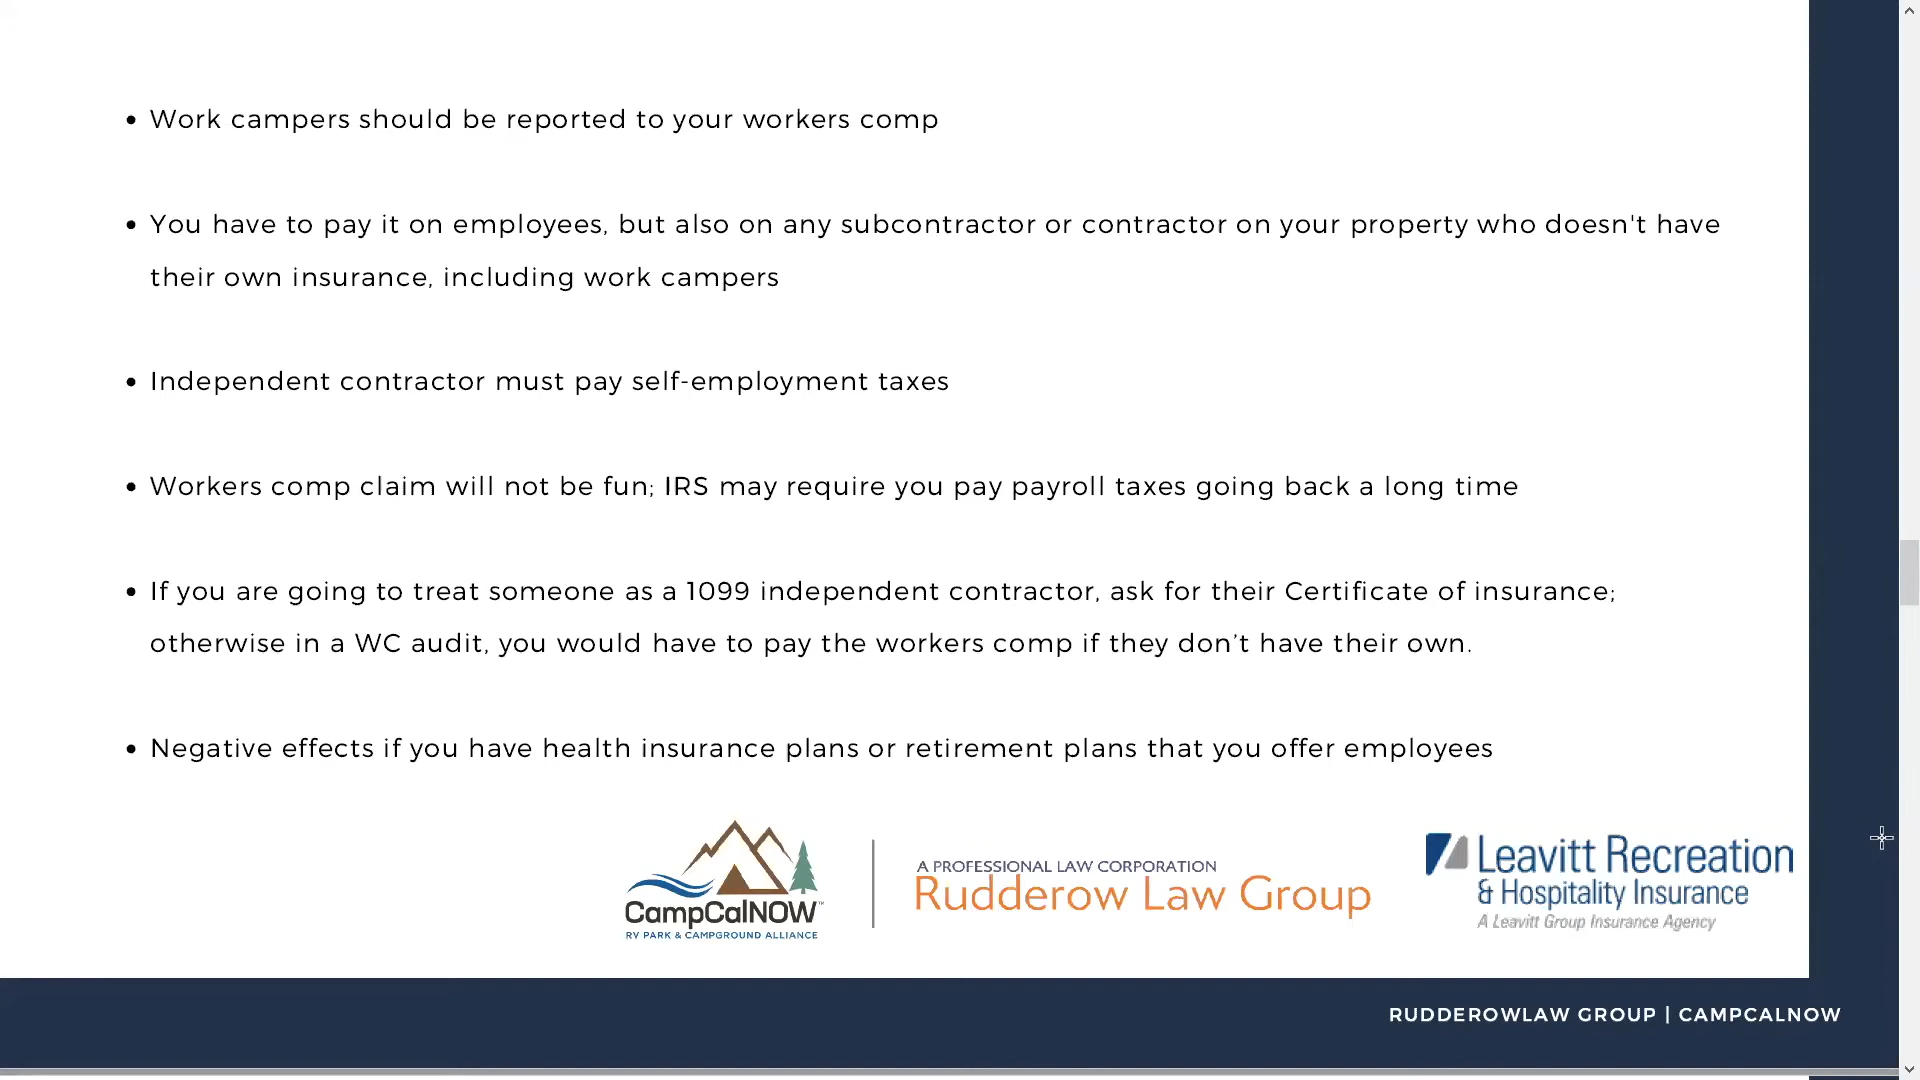 • Work campers should be reported to your workers comp
• You have to pay it on employees, but also on any subcontractor or contractor on your property who doesn't have
their own insurance, including work campers
• Independent contractor must pay self-employment taxes
• Workers comp claim will not be fun; IRS may require you pay payroll taxes going back a long time
• If you are going to treat someone as a 1099 independent contractor, ask for their Certificate of insurance;
otherwise in a WC audit, you would have to pay the workers comp if they don’t have their own.
• Negative effects if you have health insurance plans or retirement plans that you offer employees
CampCalNOW™
RV PARK & CAMPGROUND ALLIANCE
A PROFESSIONAL LAW CORPORATION
Rudderow Law Group
Leavitt Recreation
& Hospitality Insurance
A Leavitt Group Insurance Agency
RUDDEROWLAW GROUP | CAMPCALNOW